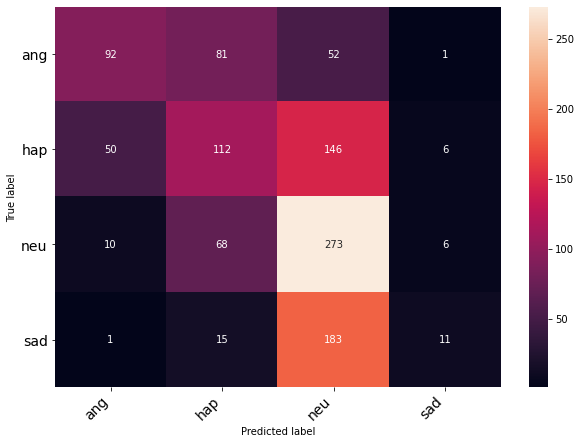 ang 92 81 52 1
hap 50 112 146 6
neu 10 68 273 6
sad 1 15 183 11
ang hap neu sad
True label
Predicted label
250
200
150
100
50